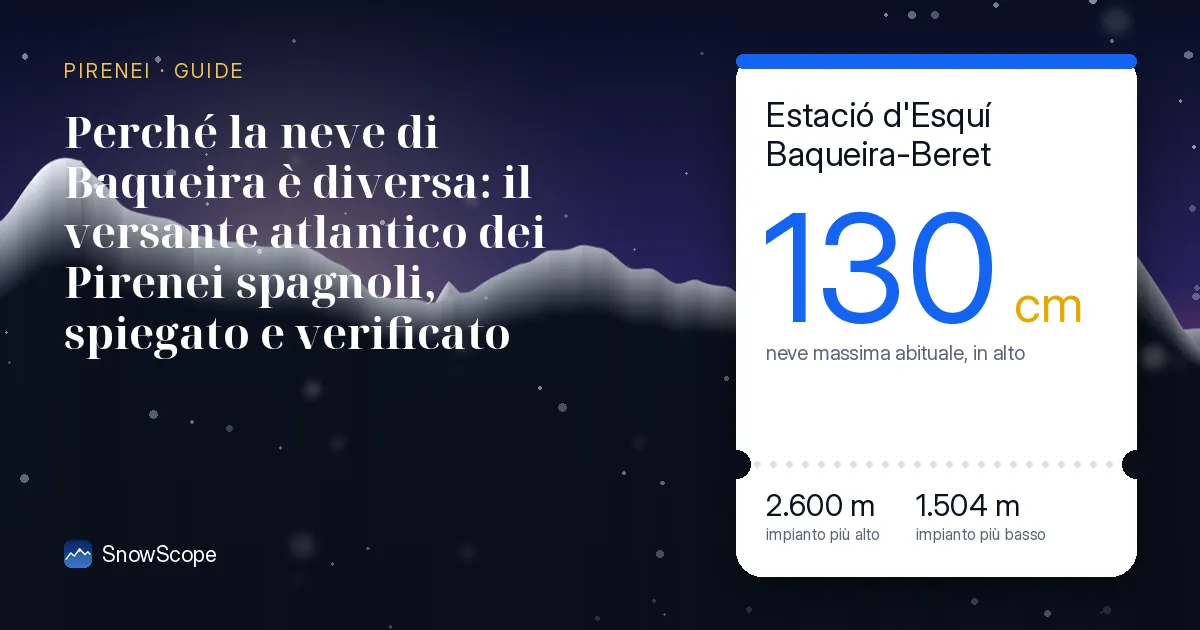 PIRENEI · GUIDE
Perché la neve di
Baqueira è diversa: il
versante atlantico dei
Pirenei spagnoli,
spiegato e verificato
SnowScope
Estació d'Esquí
Baqueira-Beret
130 cm
neve massima abituale, in alto
2.600 m
impianto più alto
1.504 m
impianto più basso